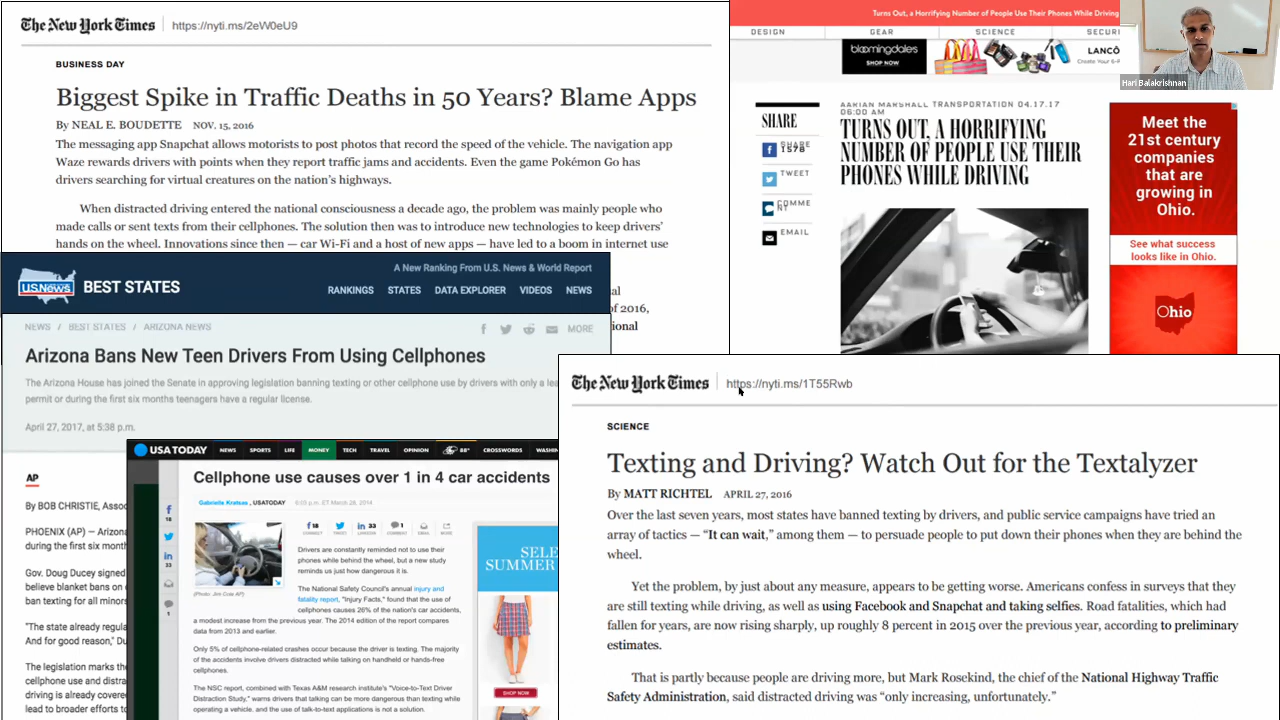 The New York Times
https://nyti.ms/2eW0eU9
BUSINESS DAY
Biggest Spike in Traffic Deaths in 50 Years? Blame Apps
By NEAL E. BOUDETTE NOV. 15, 2016
The messaging app Snapchat allows motorists to post photos that record the speed of the vehicle. The navigation app
Waze rewards drivers with points when they report traffic jams and accidents. Even the game Pokémon Go has
drivers searching for virtual creatures on the nation's highways.
When distracted driving entered the national consciousness a decade ago, the problem was mainly people who
made calls or sent texts from their cellphones. The solution then was to introduce new technologies to keep drivers'
hands on the wheel. Innovations since then — car Wi-Fi and a host of new apps — have led to a boom in internet use
of 2016,
Turns Out, a Horrifying Number of People Use Their Phones While Driving
DESIGN
GEAR
SCIENCE
bloomingdales
SHOP NOW
LANCÔ
Hari Balakrishnan
SHARE
SHARE
1578
TWEET
COMME
NT
EMAIL
AARIAN MARSHALL TRANSPORTATION 04.17.17
06:00 AM
TURNS OUT, A HORRIFYING
NUMBER OF PEOPLE USE THEIR
PHONES WHILE DRIVING
Meet the
21st century
companies
that are
growing in
Ohio.
See what success
looks like in Ohio.
Ohio
U.S.News
BEST STATES
A New Ranking From U.S. News & World Report
RANKINGS STATES DATA EXPLORER VIDEOS NEWS
NEWS / BEST STATES / ARIZONA NEWS
MORE
Arizona Bans New Teen Drivers From Using Cellphones
The Arizona House has joined the Senate in approving legislation banning texting or other cellphone use by drivers with only a lea
permit or during the first six months teenagers have a regular license.
April 27, 2017, at 5:38 p.m.
AP
By BOB CHRISTIE, Assoc
PHOENIX (AP) — Arizona
during the first six month
Gov. Doug Ducey signed
believe blanket bans on
ban texting for all minors
"The state already regula
And for good reason," Du
The legislation marks the
cellphone use and distra
driving is already covered
lead to broader efforts to
USA TODAY
NEWS SPORTS LIFE MONEY TECH TRAVEL OPINION 88° CROSSWORDS WASHIN
Cellphone use causes over 1 in 4 car accidents
Gabrielle Kratsas, USATODAY
(Photo: Jim Cole AP)
Drivers are constantly reminded not to use their
phones while behind the wheel, but a new study
reminds us just how dangerous it is.
The National Safety Council's annual injury and
fatality report, "Injury Facts," found that the use of
cellphones causes 26% of the nation's car accidents,
a modest increase from the previous year. The 2014 edition of the report compares
data from 2013 and earlier.
Only 5% of cellphone-related crashes occur because the driver is texting. The majority
of the accidents involve drivers distracted while talking on handheld or hands-free
cellphones.
The NSC report, combined with Texas A&M research institute's "Voice-to-Text Driver
Distraction Study," warns drivers that talking can be more dangerous than texting while
operating a vehicle, and the use of talk-to-text applications is not a solution.
SELE
SUMMER
SHOP NOW
The New York Times
https://nyti.ms/1T55Rwb
SCIENCE
Texting and Driving? Watch Out for the Textalyzer
By MATT RICHTEL APRIL 27, 2016
Over the last seven years, most states have banned texting by drivers, and public service campaigns have tried an
array of tactics — "It can wait," among them — to persuade people to put down their phones when they are behind the
wheel.
Yet the problem, by just about any measure, appears to be getting worse. Americans confess in surveys that they
are still texting while driving, as well as using Facebook and Snapchat and taking selfies. Road fatalities, which had
fallen for years, are now rising sharply, up roughly 8 percent in 2015 over the previous year, according to preliminary
estimates.
That is partly because people are driving more, but Mark Rosekind, the chief of the National Highway Traffic
Safety Administration, said distracted driving was "only increasing, unfortunately."